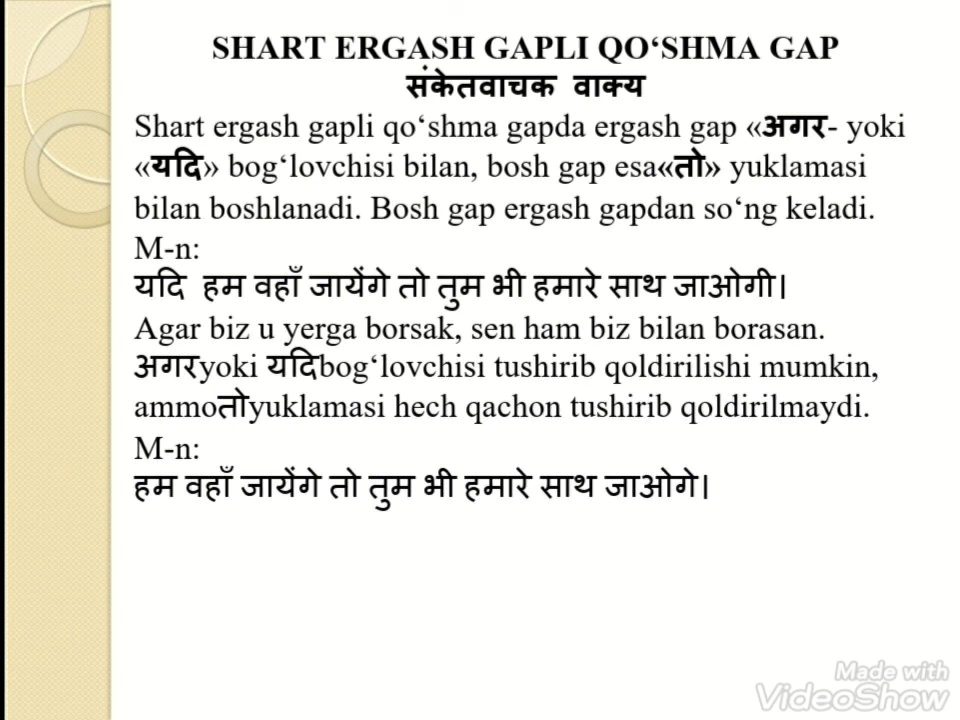 SHART ERGASH GAPLI QO‘SHMA GAP
संकेतवाचक वाक्य
Shart ergash gapli qo‘shma gapda ergash gap «अगर- yoki
«यदि» bog‘lovchisi bilan, bosh gap esa«तो» yuklamasi
bilan boshlanadi. Bosh gap ergash gapdan so‘ng keladi.
M-n:
यदि हम वहाँ जायेंगे तो तुम भी हमारे साथ जाओगी।
Agar biz u yerga borsak, sen ham biz bilan borasan.
अगरyoki यदिbog‘lovchisi tushirib qoldirilishi mumkin,
ammoतोyuklamasi hech qachon tushirib qoldirilmaydi.
M-n:
हम वहाँ जायेंगे तो तुम भी हमारे साथ जाओगे।
Made with
VideoShow